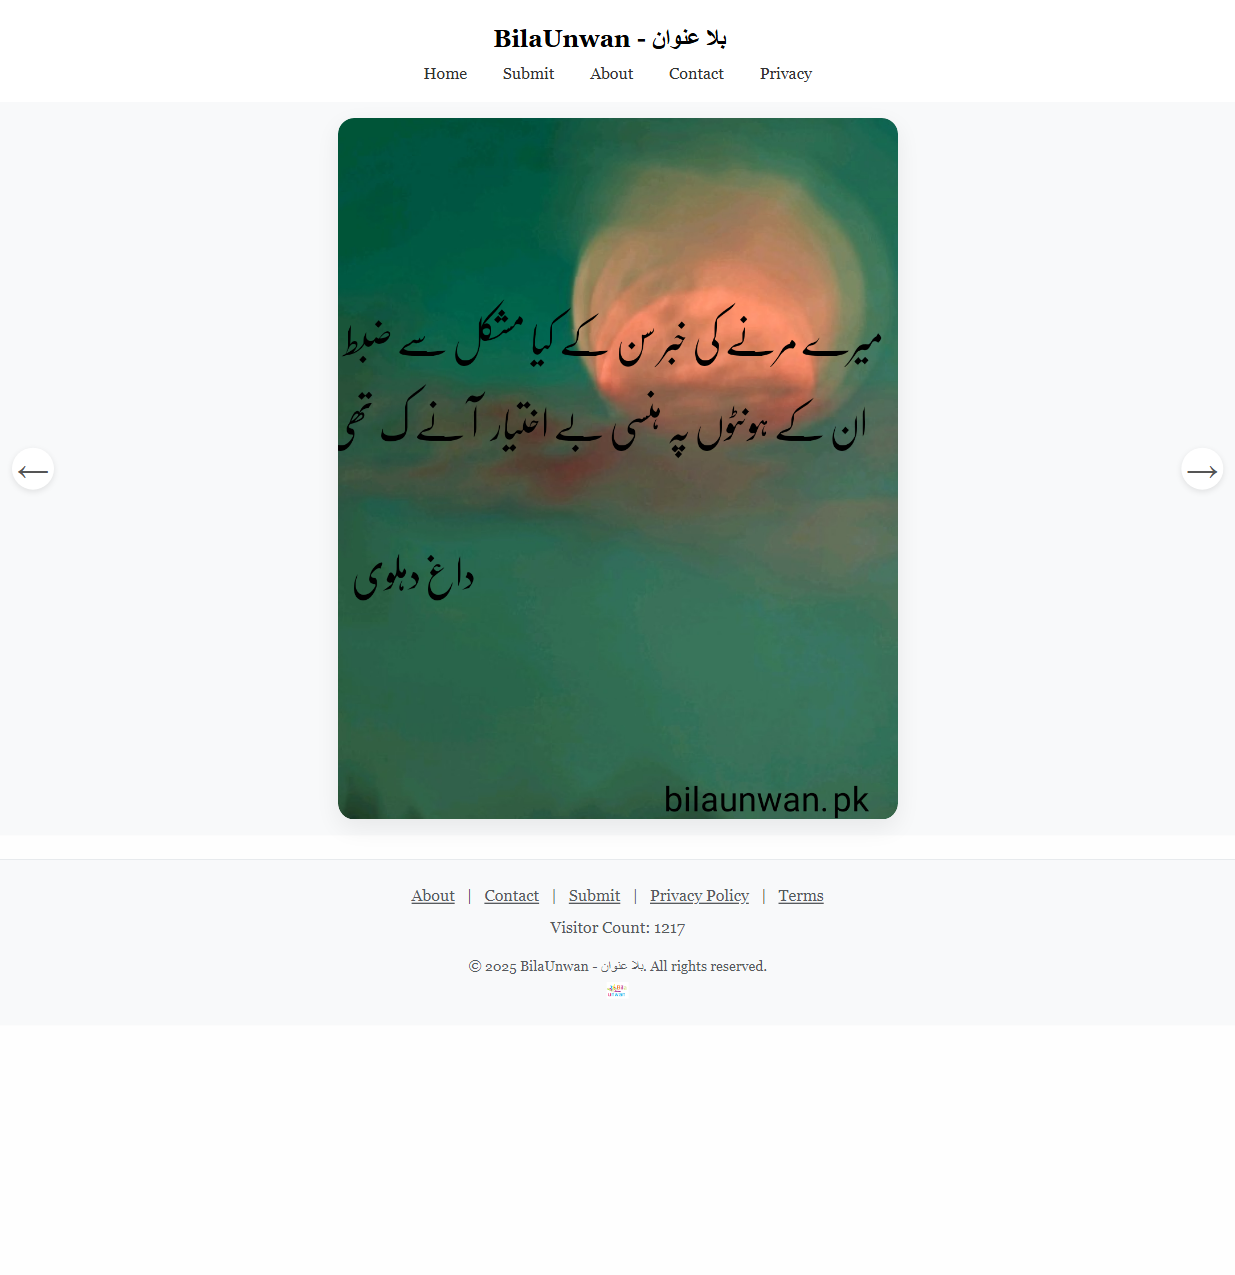 BilaUnwan - بلا عنوان
Home Submit About Contact Privacy
میرے مرنے کی خبر سن کے کیا مشکل سے ضبط
ان کے ہونٹوں پہ ہنسی بے اختیار آنے ک تھی
داغ دہلوی
bilaunwan.pk
← →
About | Contact | Submit | Privacy Policy | Terms
Visitor Count: 1217
© 2025 BilaUnwan - بلا عنوان. All rights reserved.